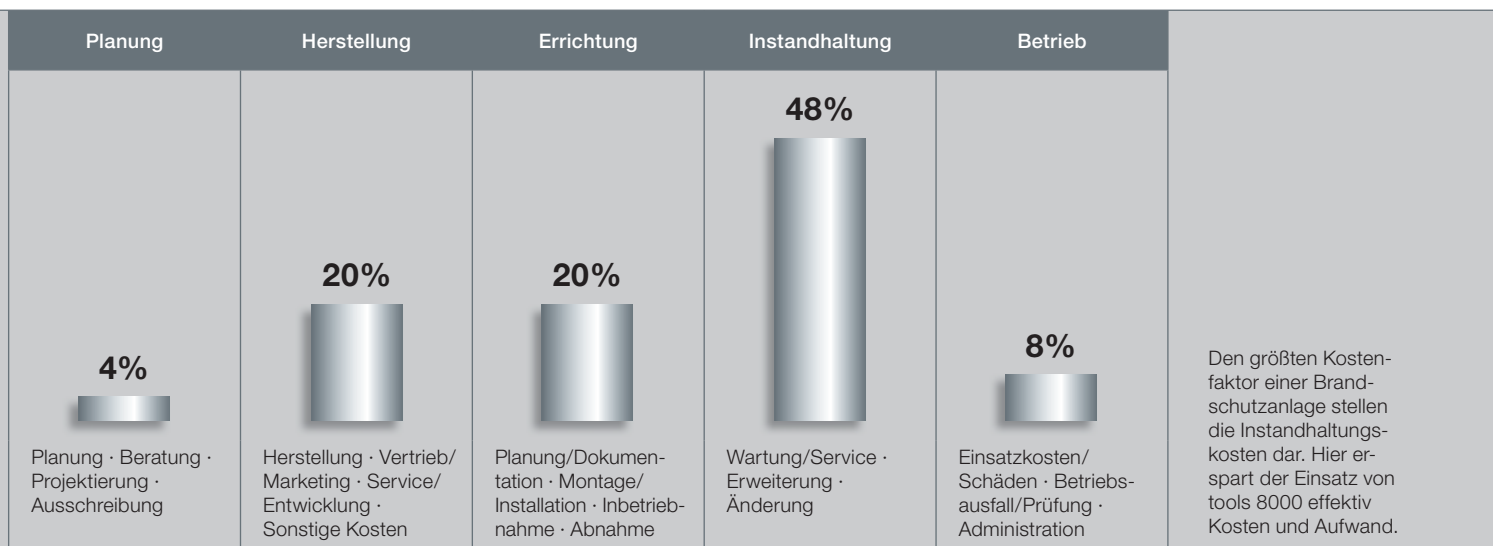 Planung
Herstellung
Errichtung
Instandhaltung
Betrieb
4%
20%
20%
48%
8%
Planung · Beratung ·
Projektierung ·
Ausschreibung
Herstellung · Vertrieb/
Marketing · Service/
Entwicklung ·
Sonstige Kosten
Planung/Dokumen-
tation · Montage/
Installation · Inbetrieb-
nahme · Abnahme
Wartung/Service ·
Erweiterung ·
Änderung
Einsatzkosten/
Schäden · Betriebs-
ausfall/Prüfung ·
Administration
Den größten Kosten-
faktor einer Brand-
schutzanlage stellen
die Instandhaltungs-
kosten dar. Hier er-
spart der Einsatz von
tools 8000 effektiv
Kosten und Aufwand.